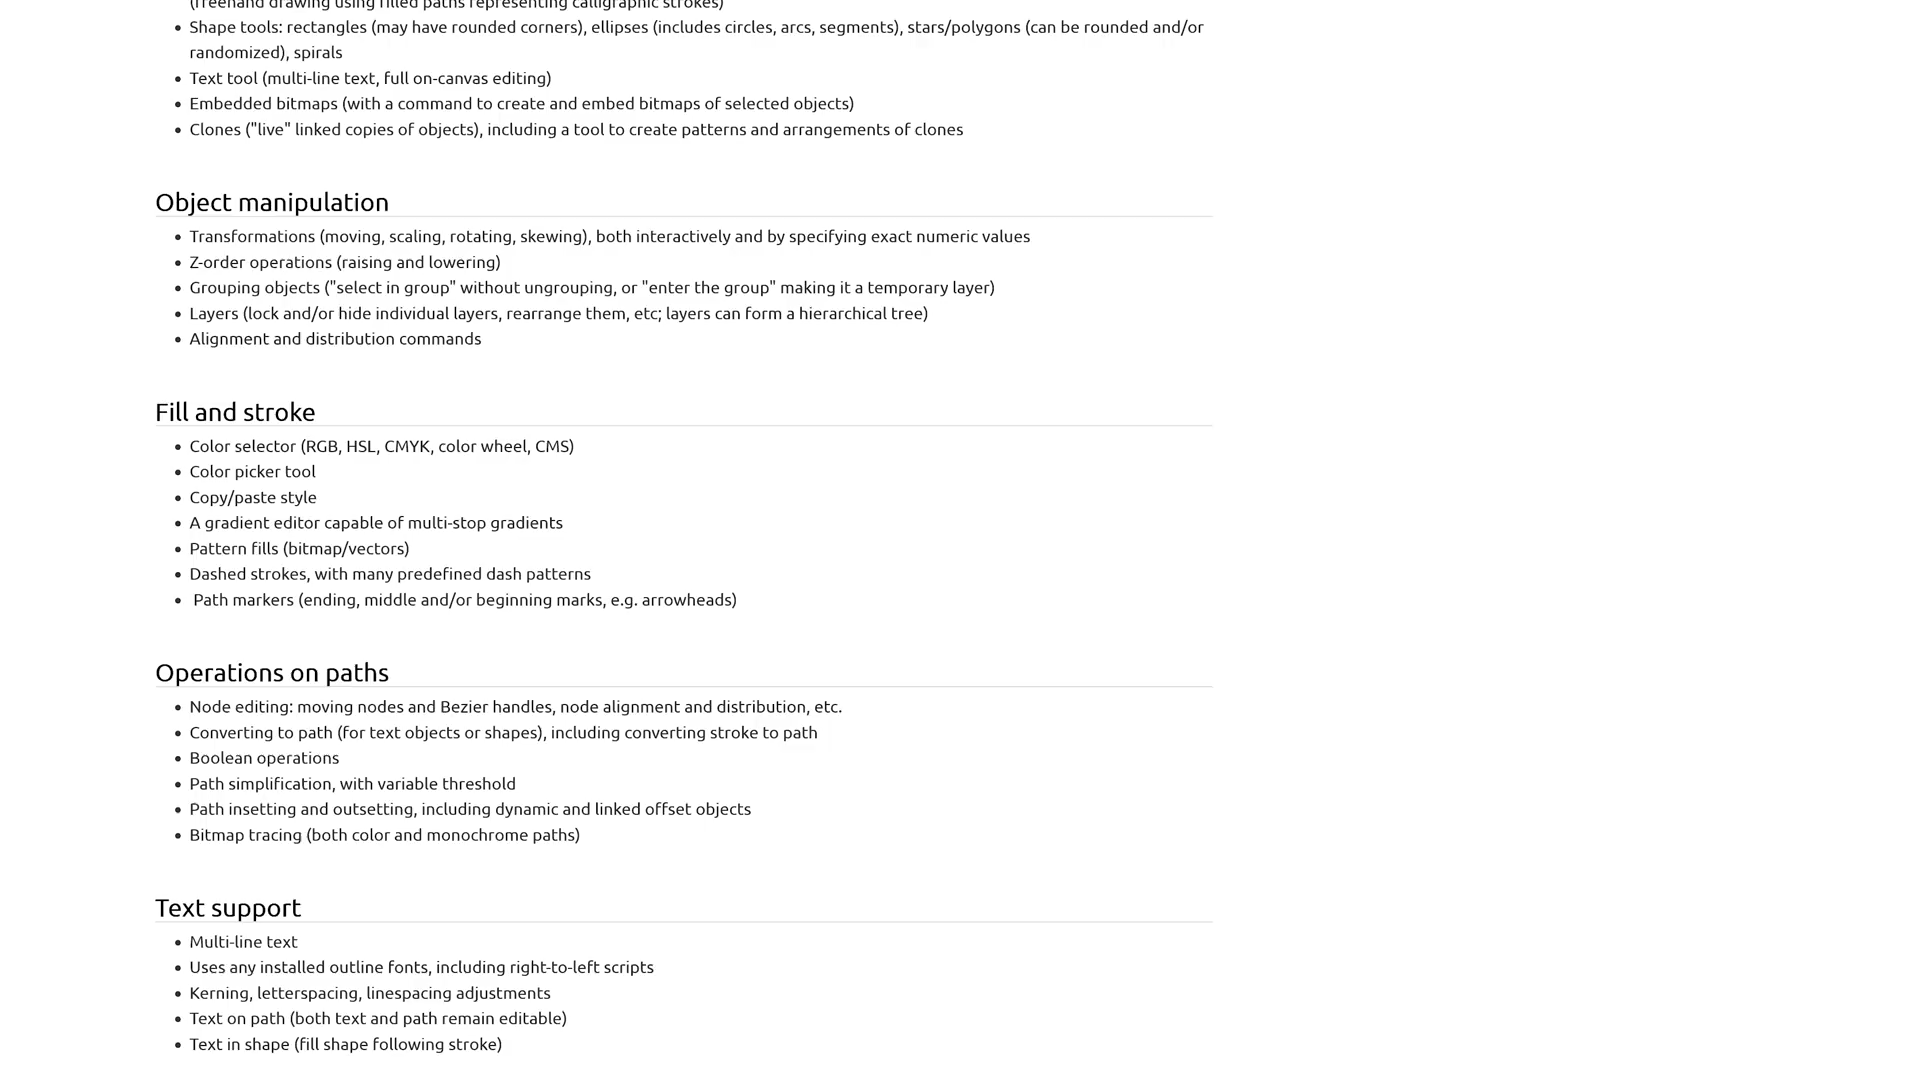 (freehand drawing using filled paths representing calligraphic strokes)
Shape tools: rectangles (may have rounded corners), ellipses (includes circles, arcs, segments), stars/polygons (can be rounded and/or
randomized), spirals
Text tool (multi-line text, full on-canvas editing)
Embedded bitmaps (with a command to create and embed bitmaps of selected objects)
Clones ("live" linked copies of objects), including a tool to create patterns and arrangements of clones
Object manipulation
Transformations (moving, scaling, rotating, skewing), both interactively and by specifying exact numeric values
Z-order operations (raising and lowering)
Grouping objects ("select in group" without ungrouping, or "enter the group" making it a temporary layer)
Layers (lock and/or hide individual layers, rearrange them, etc; layers can form a hierarchical tree)
Alignment and distribution commands
Fill and stroke
Color selector (RGB, HSL, CMYK, color wheel, CMS)
Color picker tool
Copy/paste style
A gradient editor capable of multi-stop gradients
Pattern fills (bitmap/vectors)
Dashed strokes, with many predefined dash patterns
Path markers (ending, middle and/or beginning marks, e.g. arrowheads)
Operations on paths
Node editing: moving nodes and Bezier handles, node alignment and distribution, etc.
Converting to path (for text objects or shapes), including converting stroke to path
Boolean operations
Path simplification, with variable threshold
Path insetting and outsetting, including dynamic and linked offset objects
Bitmap tracing (both color and monochrome paths)
Text support
Multi-line text
Uses any installed outline fonts, including right-to-left scripts
Kerning, letterspacing, linespacing adjustments
Text on path (both text and path remain editable)
Text in shape (fill shape following stroke)